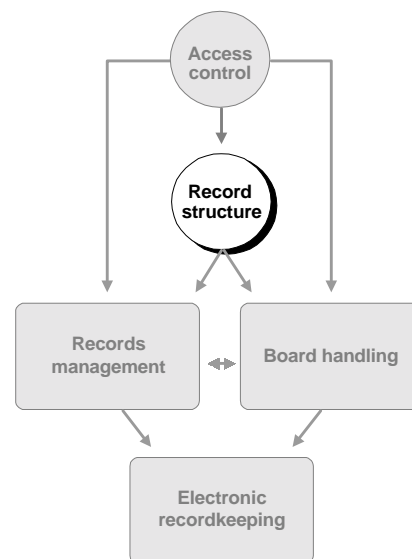 Access
control
Record
structure
Records
management
Board handling
Electronic
recordkeeping